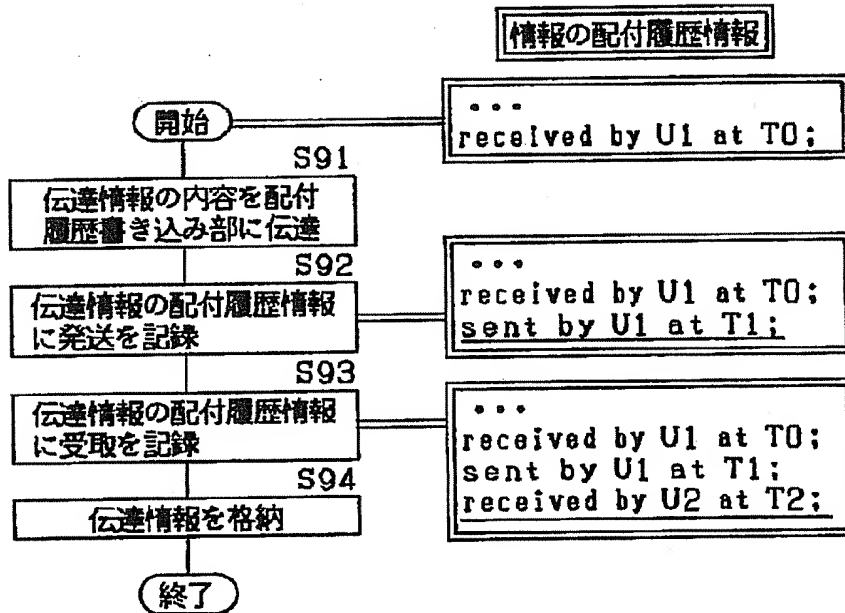 情報の配付履歴情報
開始
• • •
received by U1 at T0;
S91
伝達情報の内容を配付
履歴書き込み部に伝達
S92
伝達情報の配付履歴情報
に発送を記録
• • •
received by U1 at T0;
sent by U1 at T1;
S93
伝達情報の配付履歴情報
に受取を記録
• • •
received by U1 at T0;
sent by U1 at T1;
received by U2 at T2;
S94
伝達情報を格納
終了